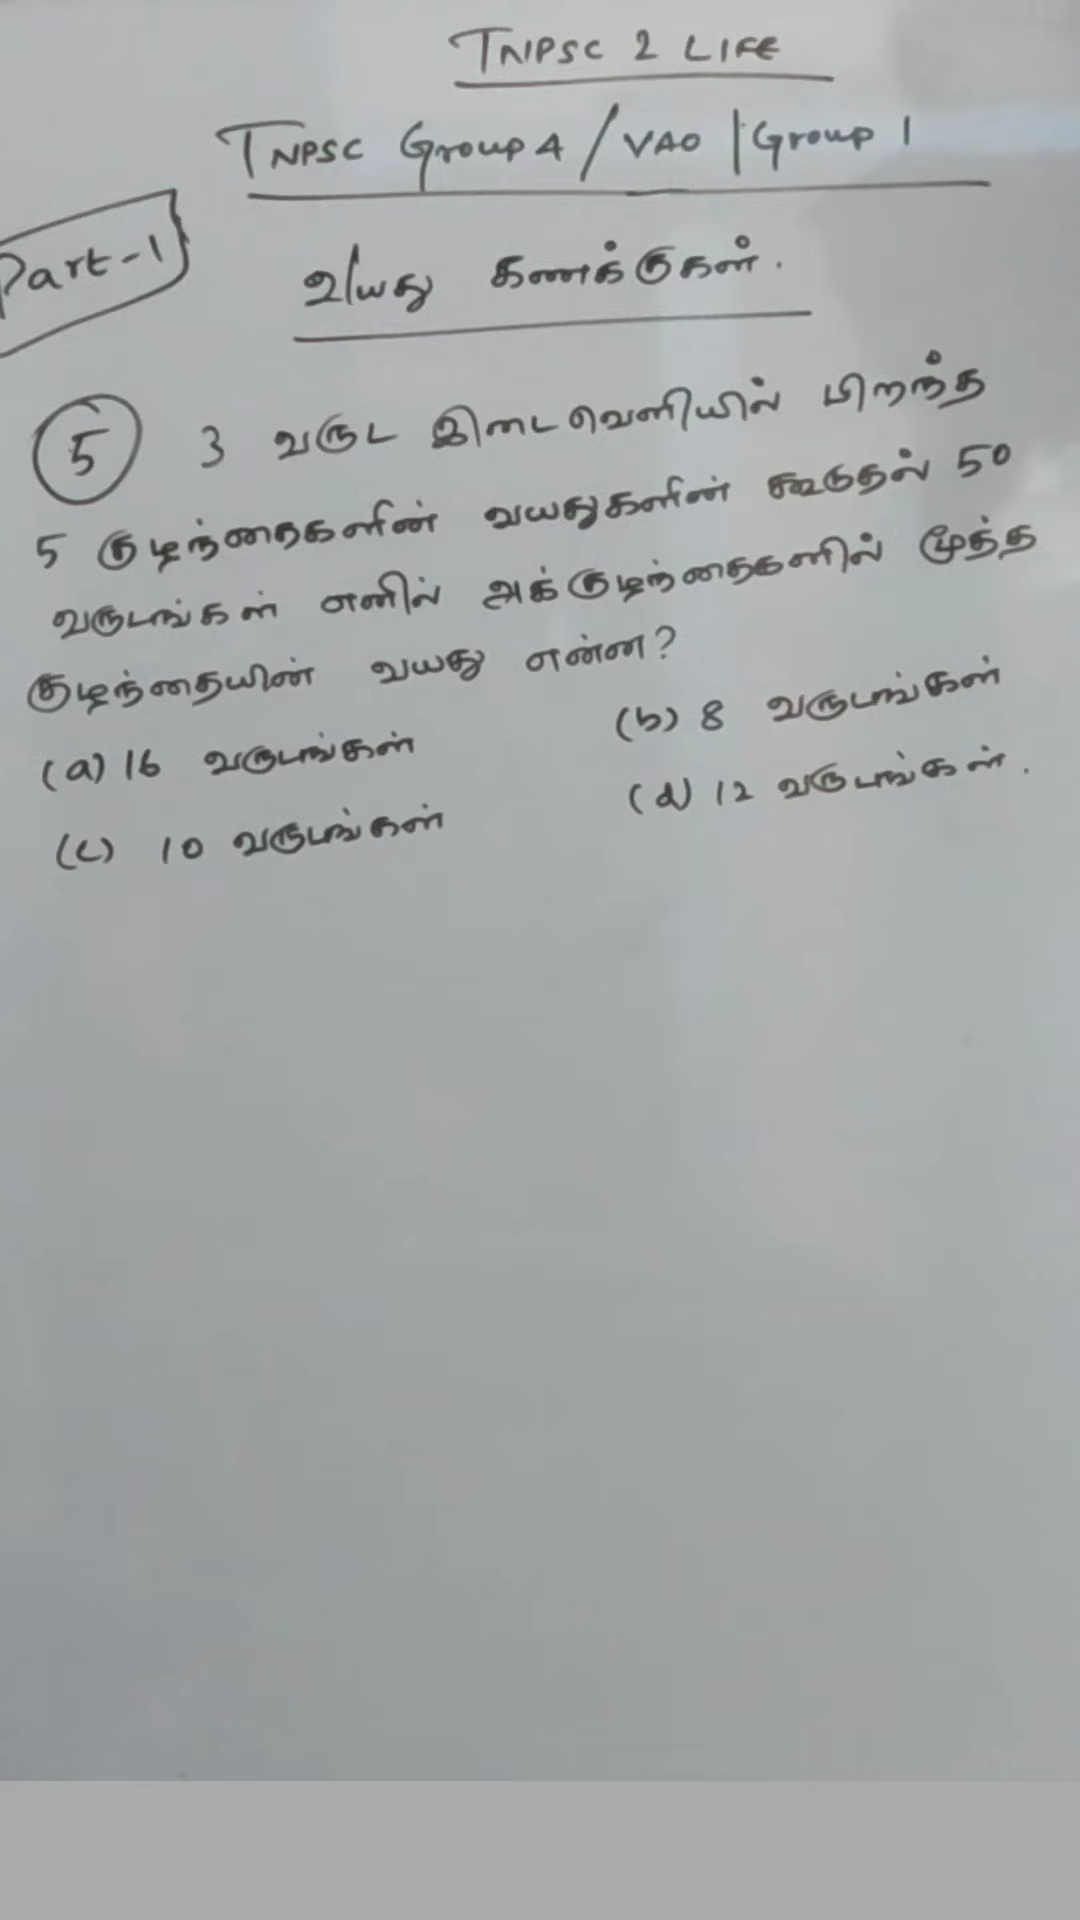 TNPSC 2 LIFE
TNPSC Group 4 / VAO | Group 1
Part-1
வயது கணக்குகள்.
5 3 வருட இடைவெளியில் பிறந்த
5 குழந்தைகளின் வயதுகளின் கூடுதல் 50
வருடங்கள் எனில் அக்குழந்தைகளில் மூத்த
குழந்தையின் வயது என்ன?
(a) 16 வருடங்கள் (b) 8 வருடங்கள்
(c) 10 வருடங்கள் (d) 12 வருடங்கள்.